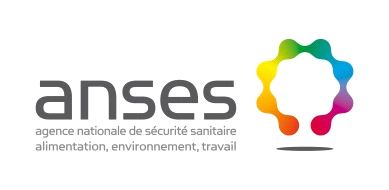 anses
agence nationale de sécurité sanitaire
alimentation, environnement, travail